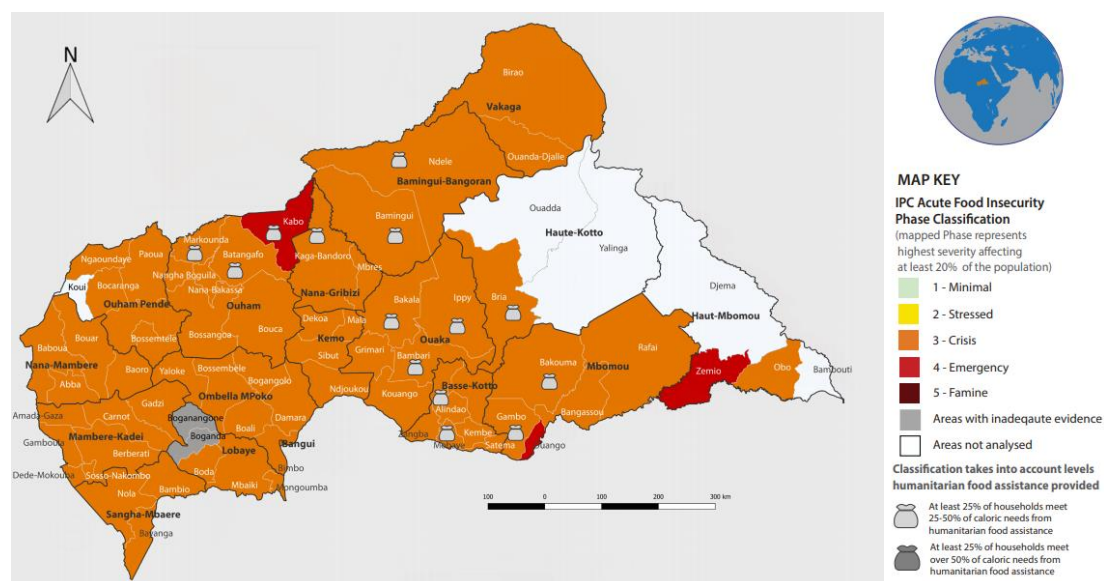 N
Birao
Vakaga
Ouanda-Djalle
Ndele
Bamingui-Bangoran
Bamingui
Ouadda
Haute-Kotto
Yalinga
Djema
Haut-Mbomou
Bambouti
Obo
Zemio
Kabo
Markounda
Batangafo
Kaga-Bandoro
Mbres
Nana-Gribizi
Ngaoundaye
Paoua
Nangha Boguila
Nana-Bakassa
Koui
Bocaranga
Ouham Pende
Ouham
Bossemtele
Bossangoa
Bouca
Bouar
Baboua
Nana-Mambere
Abba
Baoro
Yaloke
Bossembele
Bogangolo
Ombella MPoko
Dekoa
Mala
Kemo
Sibut
Ndjoukou
Bakala
Ippy
Bria
Grimari
Ouaka
Bambari
Kouango
Basse-Kotto
Alindao
Zangba
Mobaye
Kembe
Satema
Gambo
Ouango
Bakouma
Mbomou
Rafai
Bangassou
Amada-Gaza
Carnot
Gadzi
Boganangone
Boganda
Damara
Boali
Gamboula
Mambere-Kadei
Berberati
Lobaye
Bangui
Bimbo
Dede-Mokouba
Sosso-Nakombo
Boda
Mbaiki
Mongoumba
Nola
Bambio
Sangha-Mbaere
Bayanga
100 0 100 200 300 km
MAP KEY
IPC Acute Food Insecurity
Phase Classification
(mapped Phase represents
highest severity affecting
at least 20% of the population)
1 - Minimal
2 - Stressed
3 - Crisis
4 - Emergency
5 - Famine
Areas with inadeqaute evidence
Areas not analysed
Classification takes into account levels
humanitarian food assistance provided
At least 25% of households meet
25-50% of caloric needs from
humanitarian food assistance
At least 25% of households meet
over 50% of caloric needs from
humanitarian food assistance